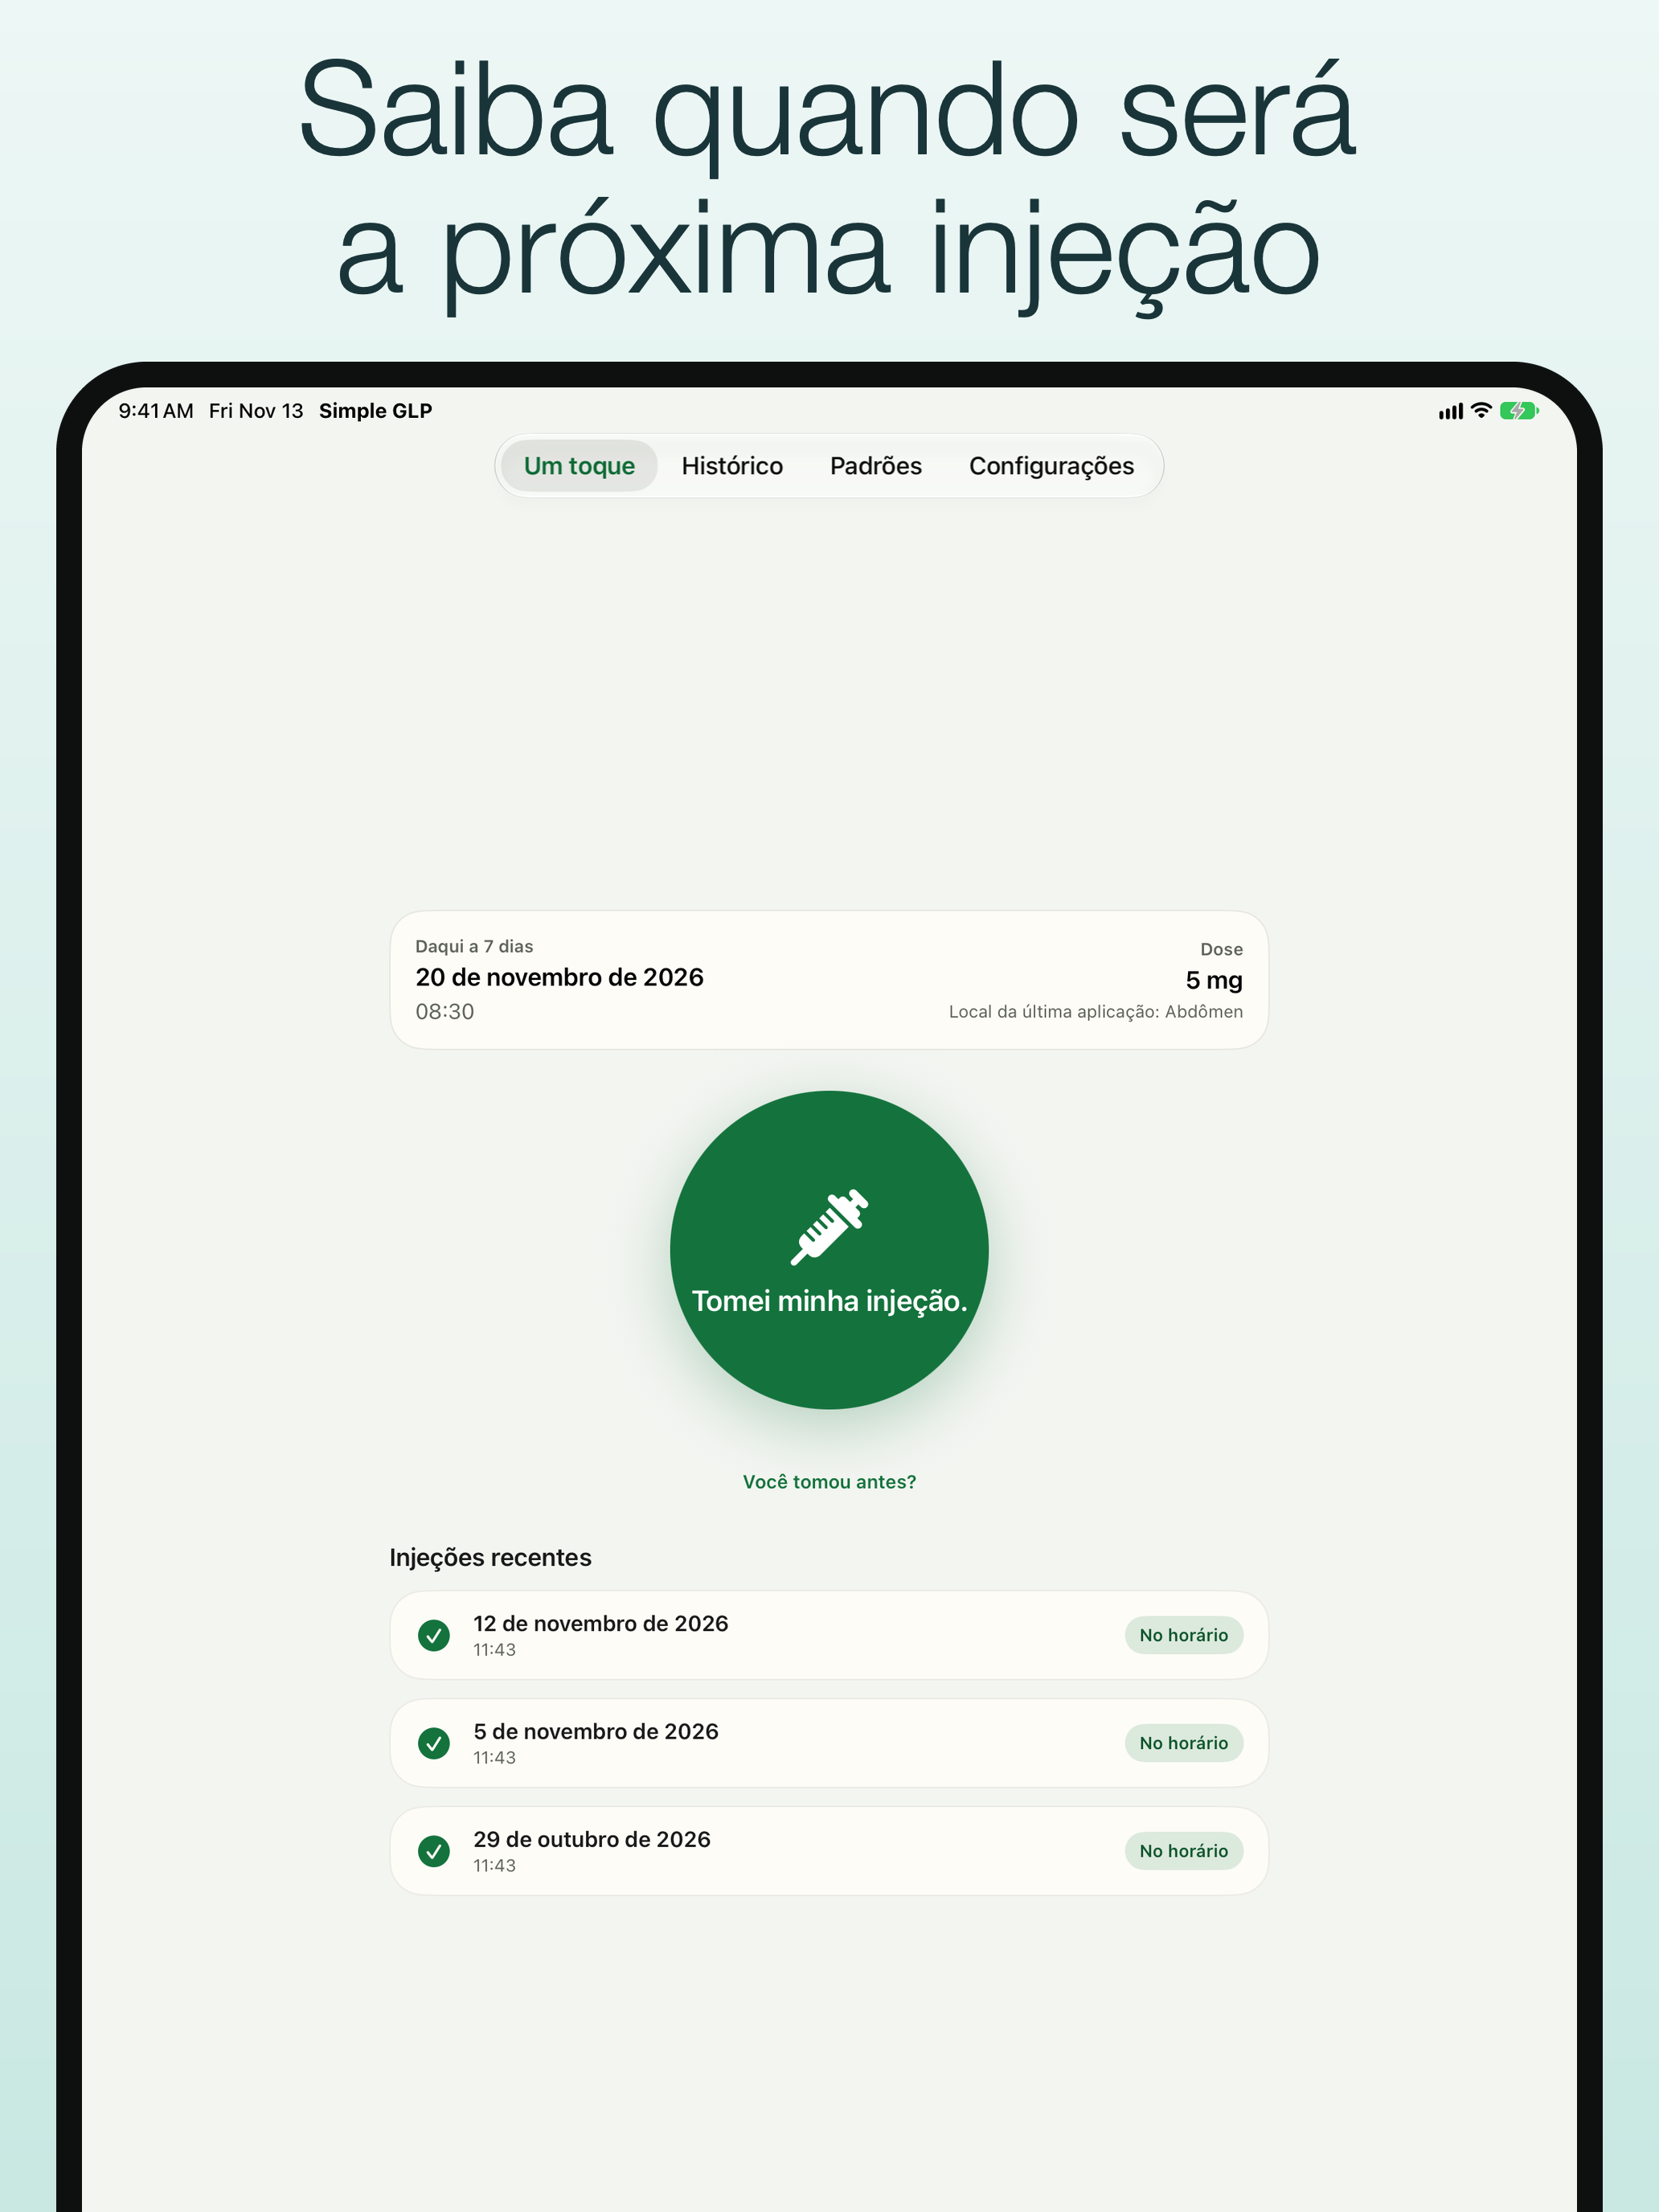 Saiba quando será
a próxima injeção
9:41 AM Fri Nov 13 Simple GLP
Um toque Histórico Padrões Configurações
Daqui a 7 dias
20 de novembro de 2026
08:30
Dose
5 mg
Local da última aplicação: Abdômen
Tomei minha injeção.
Você tomou antes?
Injeções recentes
12 de novembro de 2026
11:43
No horário
5 de novembro de 2026
11:43
No horário
29 de outubro de 2026
11:43
No horário